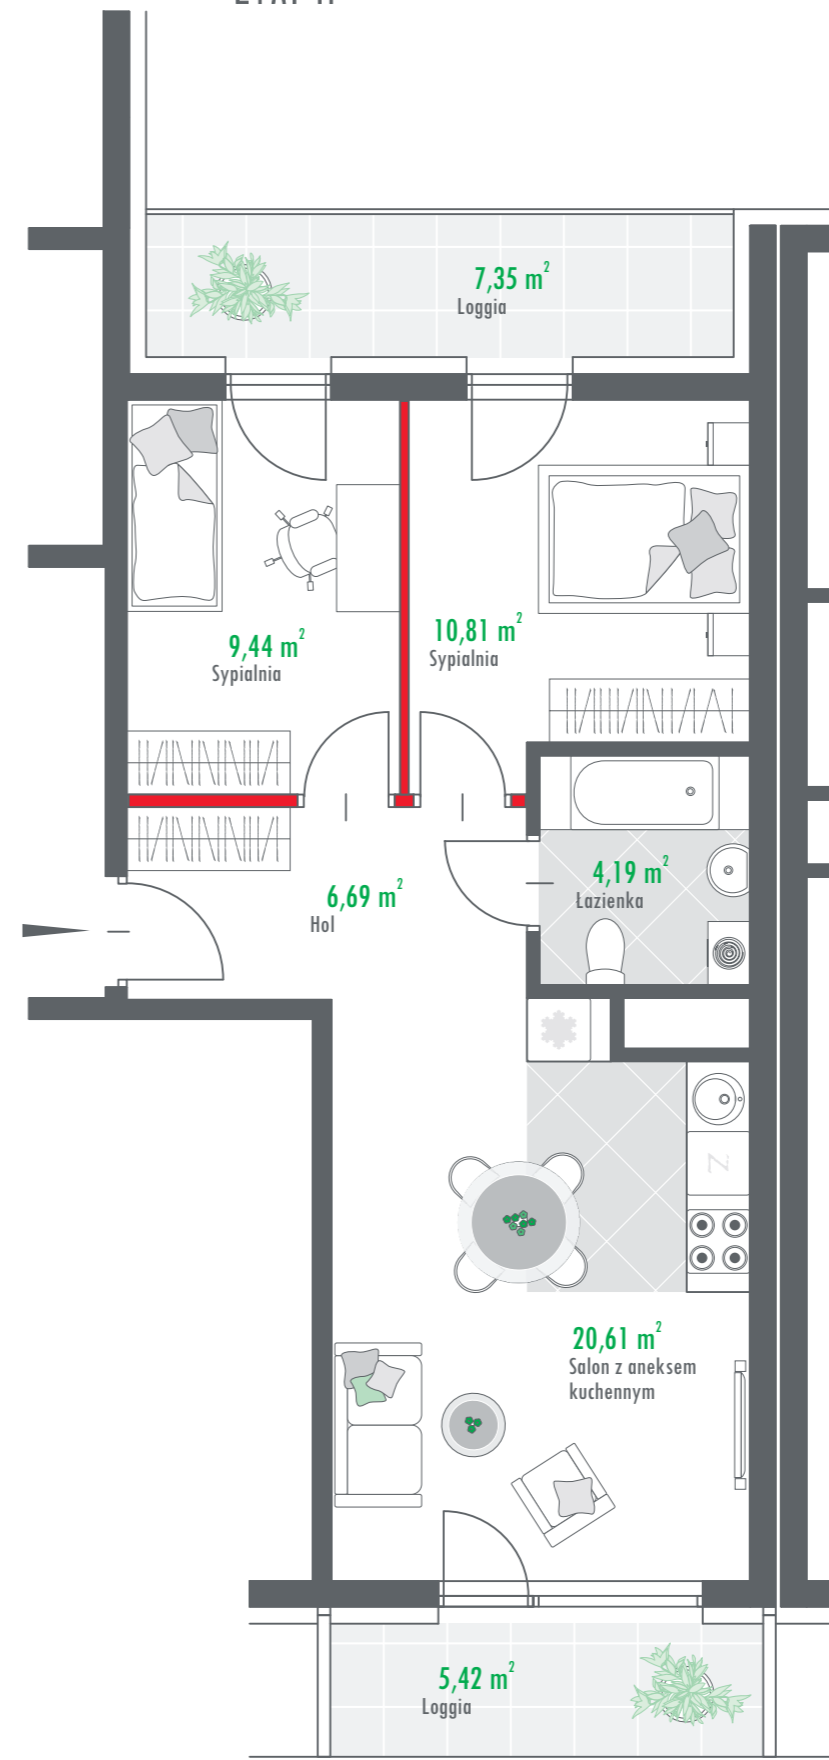 7,35 m²
Loggia
9,44 m²
Sypialnia
10,81 m²
Sypialnia
4,19 m²
Łazienka
6,69 m²
Hol
Z
20,61 m²
Salon z aneksem
kuchennym
5,42 m²
Loggia